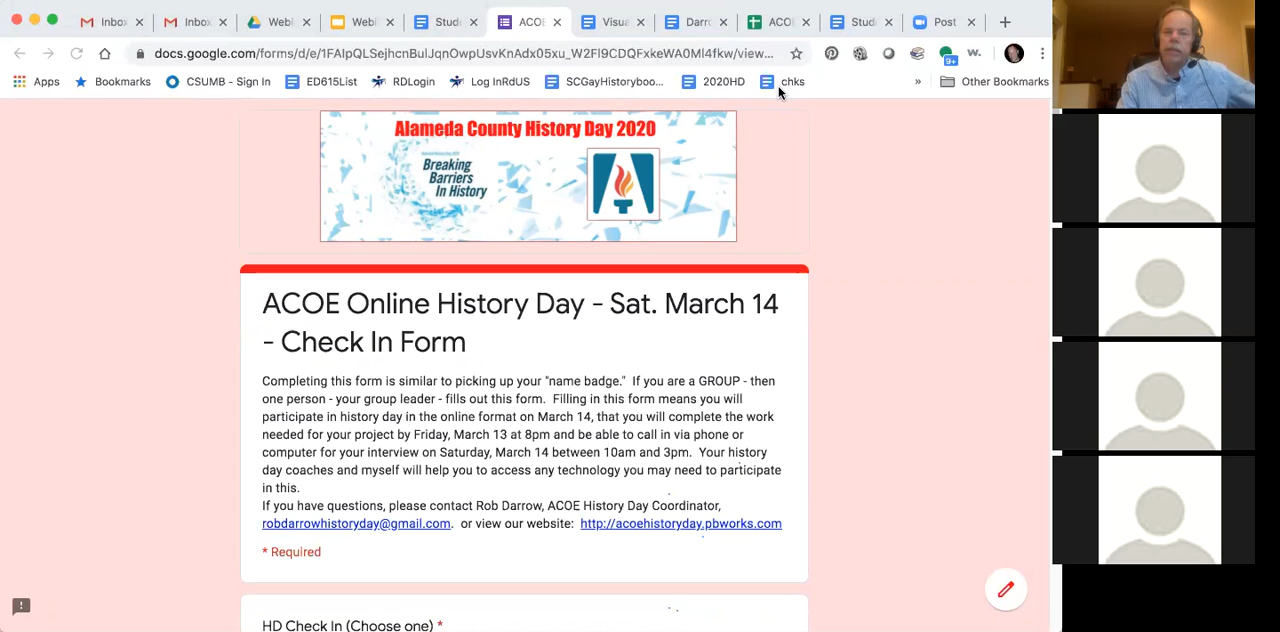 Inbox
Inbox
Webi
Webi
Stude
ACOE
Visua
Darro
ACOE
Stude
Post
docs.google.com/forms/d/e/1FAIpQLSejhcnBulJqnOwpUsvKnAdx05xu_W2Fl9CDQFxkeWA0Ml4fkw/view...
9+
Apps
Bookmarks
CSUMB - Sign In
ED615List
RDLogin
Log InRdUS
SCGayHistoryboo...
2020HD
chks
»
Other Bookmarks
Alameda County History Day 2020
Breaking
Barriers
In History
ACOE Online History Day - Sat. March 14
- Check In Form
Completing this form is similar to picking up your "name badge." If you are a GROUP - then
one person - your group leader - fills out this form. Filling in this form means you will
participate in history day in the online format on March 14, that you will complete the work
needed for your project by Friday, March 13 at 8pm and be able to call in via phone or
computer for your interview on Saturday, March 14 between 10am and 3pm. Your history
day coaches and myself will help you to access any technology you may need to participate
in this.
If you have questions, please contact Rob Darrow, ACOE History Day Coordinator,
robdarrowhistoryday@gmail.com. or view our website: http://acoehistoryday.pbworks.com
* Required
HD Check In (Choose one) *